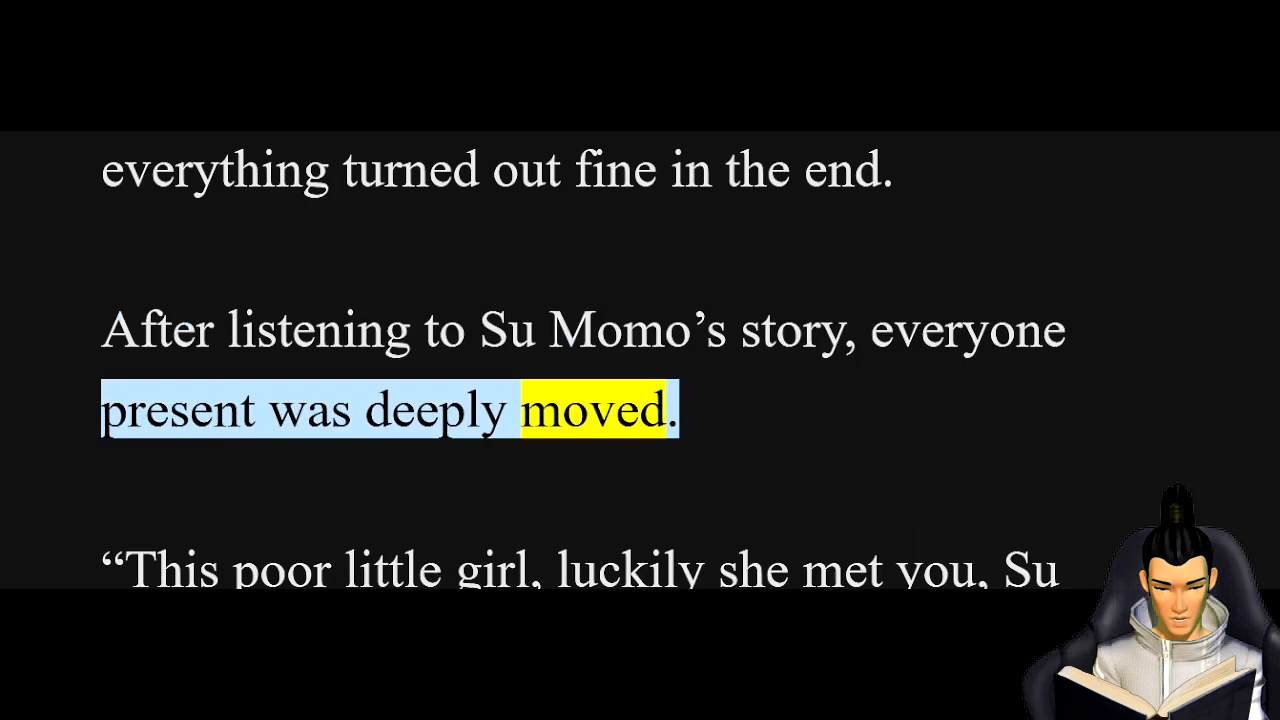 everything turned out fine in the end.
After listening to Su Momo’s story, everyone
present was deeply moved.
“This poor little girl, luckily she met you, Su